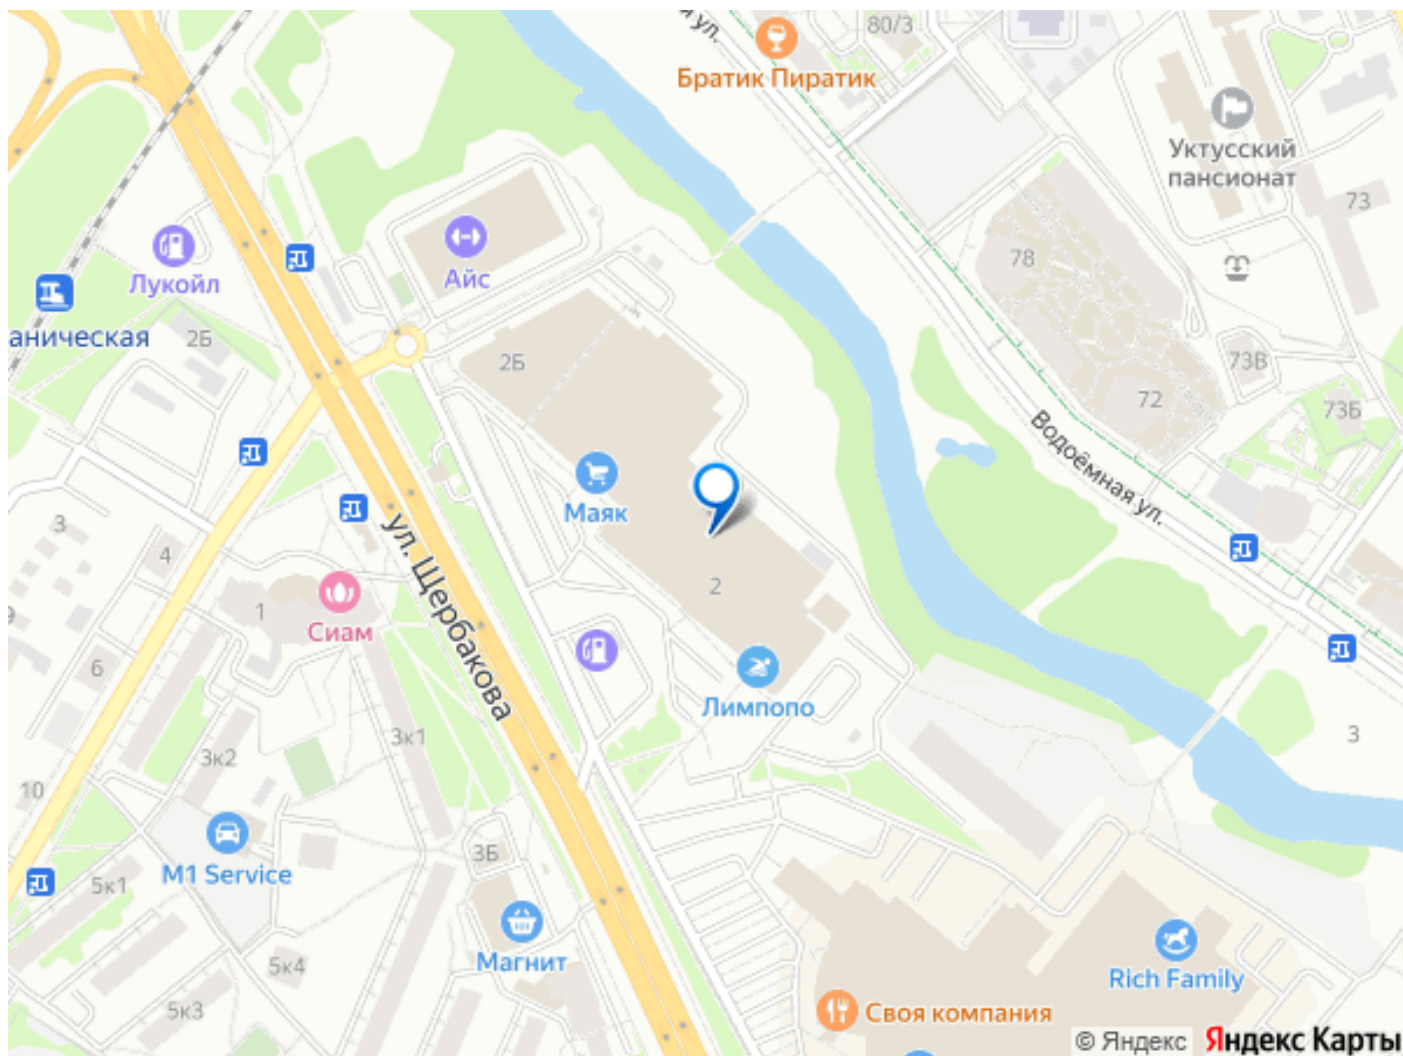 я ул.
80/3
Братик Пиратик
Уктусский
пансионат
73
Айс
78
Лукойл
аническая
2Б
2Б
73В
72
73Б
Водоёмная ул.
Маяк
3
4
ул. Щербакова
2
1
Сиам
9
6
Лимпопо
3к1
3
3к2
10
3Б
M1 Service
5к1
Магнит
5к4
Rich Family
5к3
Своя компания
© Яндекс Яндекс Карты